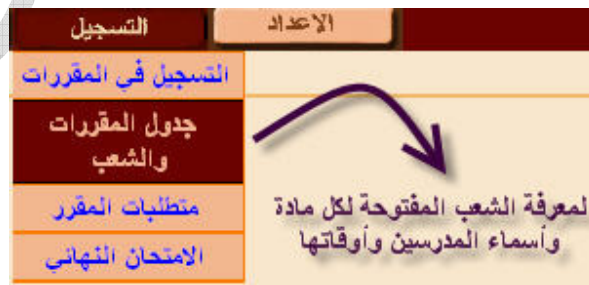 الاعداد
التسجيل
التسجيل في المقررات
جدول المقررات
والشعب
متطلبات المقرر
الامتحان النهائي
لمعرفة الشعب المفتوحة لكل مادة
وأسماء المدرسين وأوقاتها